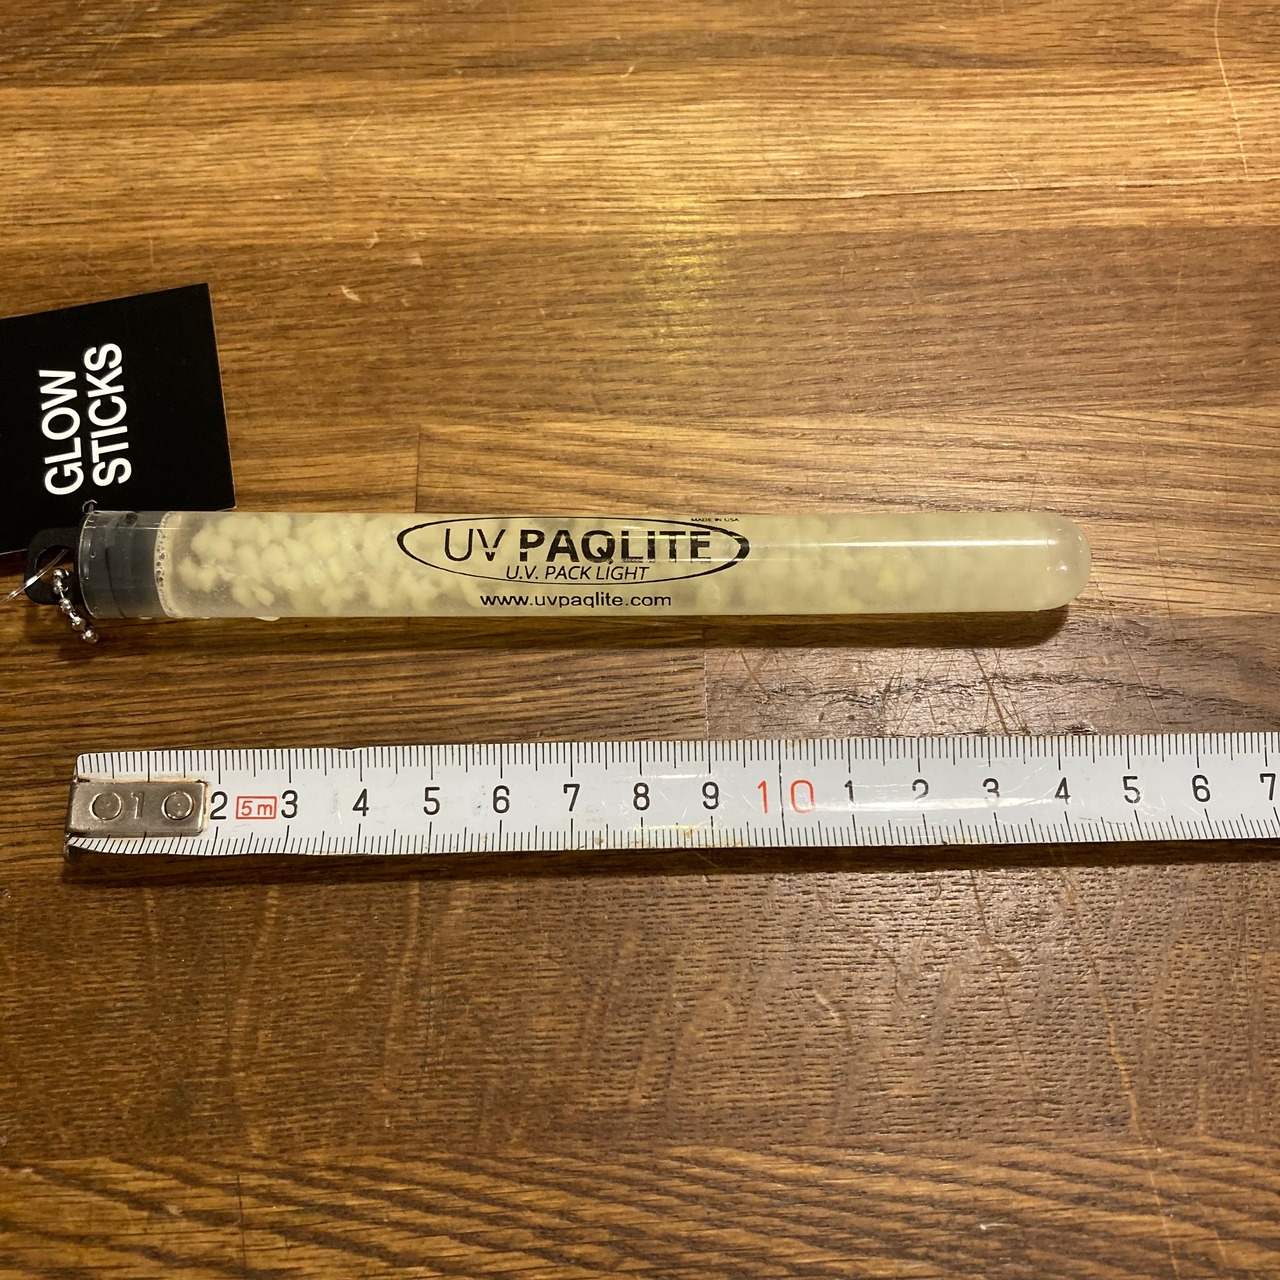 GLOW
STICKS
MADE IN USA
UV PAQLITE
U.V. PACK LIGHT
www.uvpaqlite.com
1 2 5m 3 4 5 6 7 8 9 10 1 2 3 4 5 6 7